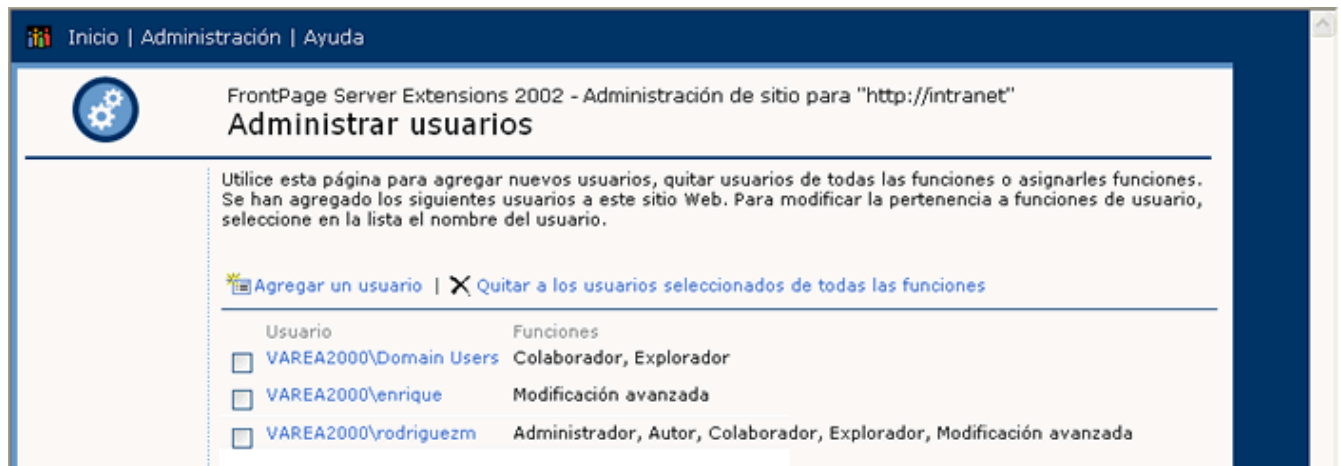 Inicio | Administración | Ayuda
FrontPage Server Extensions 2002 - Administración de sitio para "http://intranet"
Administrar usuarios
Utilice esta página para agregar nuevos usuarios, quitar usuarios de todas las funciones o asignarles funciones.
Se han agregado los siguientes usuarios a este sitio Web. Para modificar la pertenencia a funciones de usuario,
seleccione en la lista el nombre del usuario.
Agregar un usuario | Quitar a los usuarios seleccionados de todas las funciones
Usuario Funciones
VAREA2000\Domain Users Colaborador, Explorador
VAREA2000\enrique Modificación avanzada
VAREA2000\rodriguezm Administrador, Autor, Colaborador, Explorador, Modificación avanzada